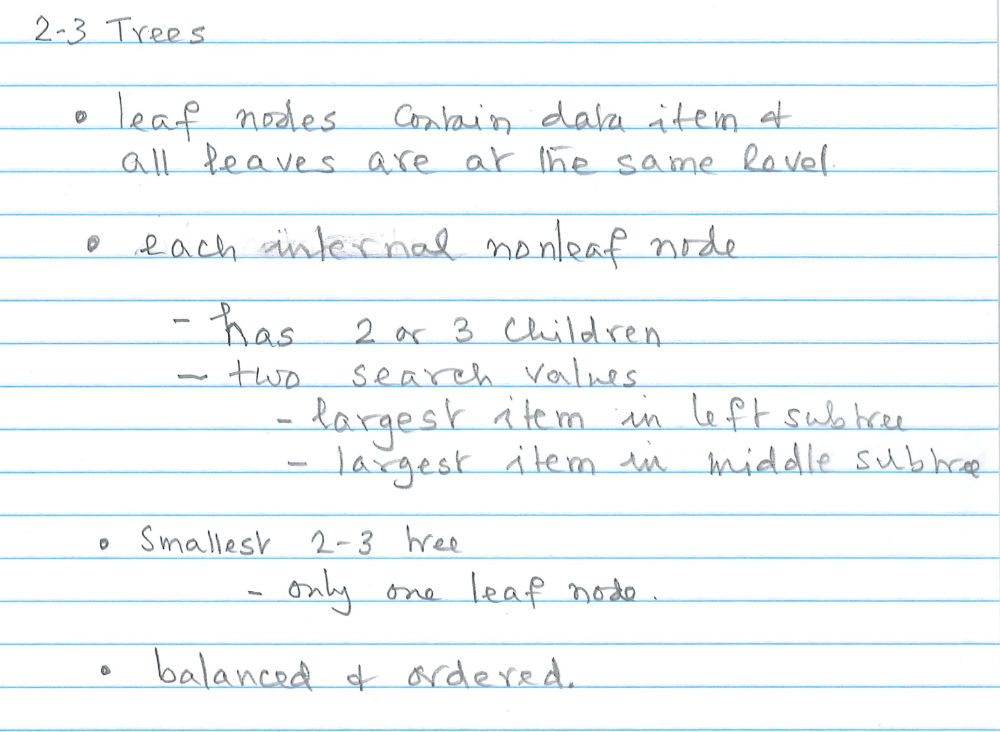 2-3 Trees
• leaf nodes contain data item &
all leaves are at the same level.
• each internal nonleaf node
- has 2 or 3 children
- two search values
- largest item in left subtree
- largest item in middle subtree
• Smallest 2-3 tree
- only one leaf node.
• balanced & ordered.